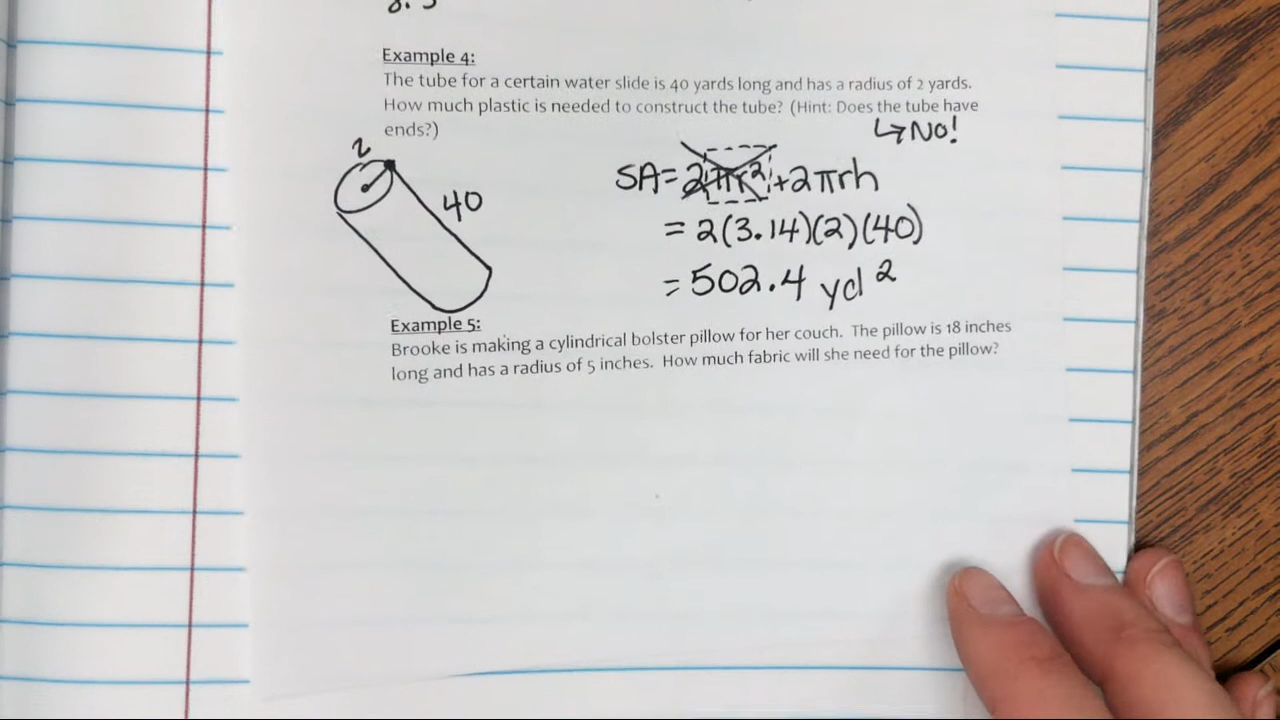 8. 5
Example 4:
The tube for a certain water slide is 40 yards long and has a radius of 2 yards.
How much plastic is needed to construct the tube? (Hint: Does the tube have
ends?)
↳No!
2
40
SA=2πr²+2πrh
= 2(3.14)(2)(40)
= 502.4 yd²
Example 5:
Brooke is making a cylindrical bolster pillow for her couch. The pillow is 18 inches
long and has a radius of 5 inches. How much fabric will she need for the pillow?